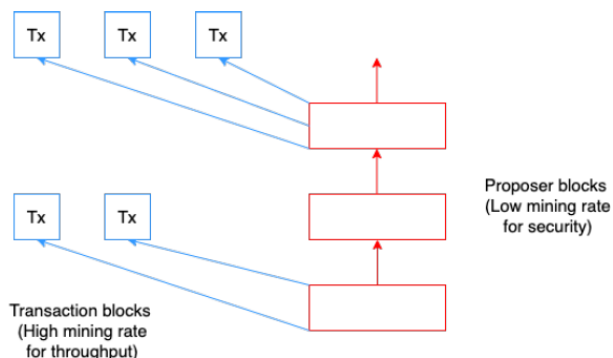 Tx
Tx
Tx
Proposer blocks
(Low mining rate
for security)
Tx
Tx
Transaction blocks
(High mining rate
for throughput)